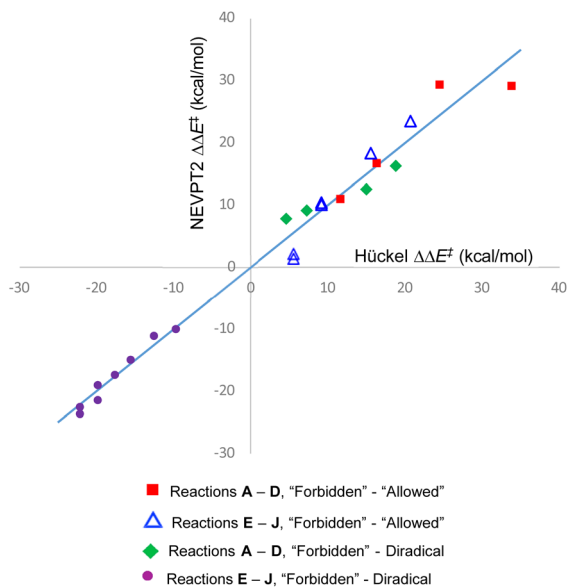 NEVPT2 ΔΔE‡ (kcal/mol)
40
30
20
10
0
-10
-20
-30
Hückel ΔΔE‡ (kcal/mol)
-30 -20 -10 0 10 20 30 40
Reactions A – D, “Forbidden” - “Allowed”
Reactions E – J, “Forbidden” - “Allowed”
Reactions A – D, “Forbidden” - Diradical
Reactions E – J, “Forbidden” - Diradical